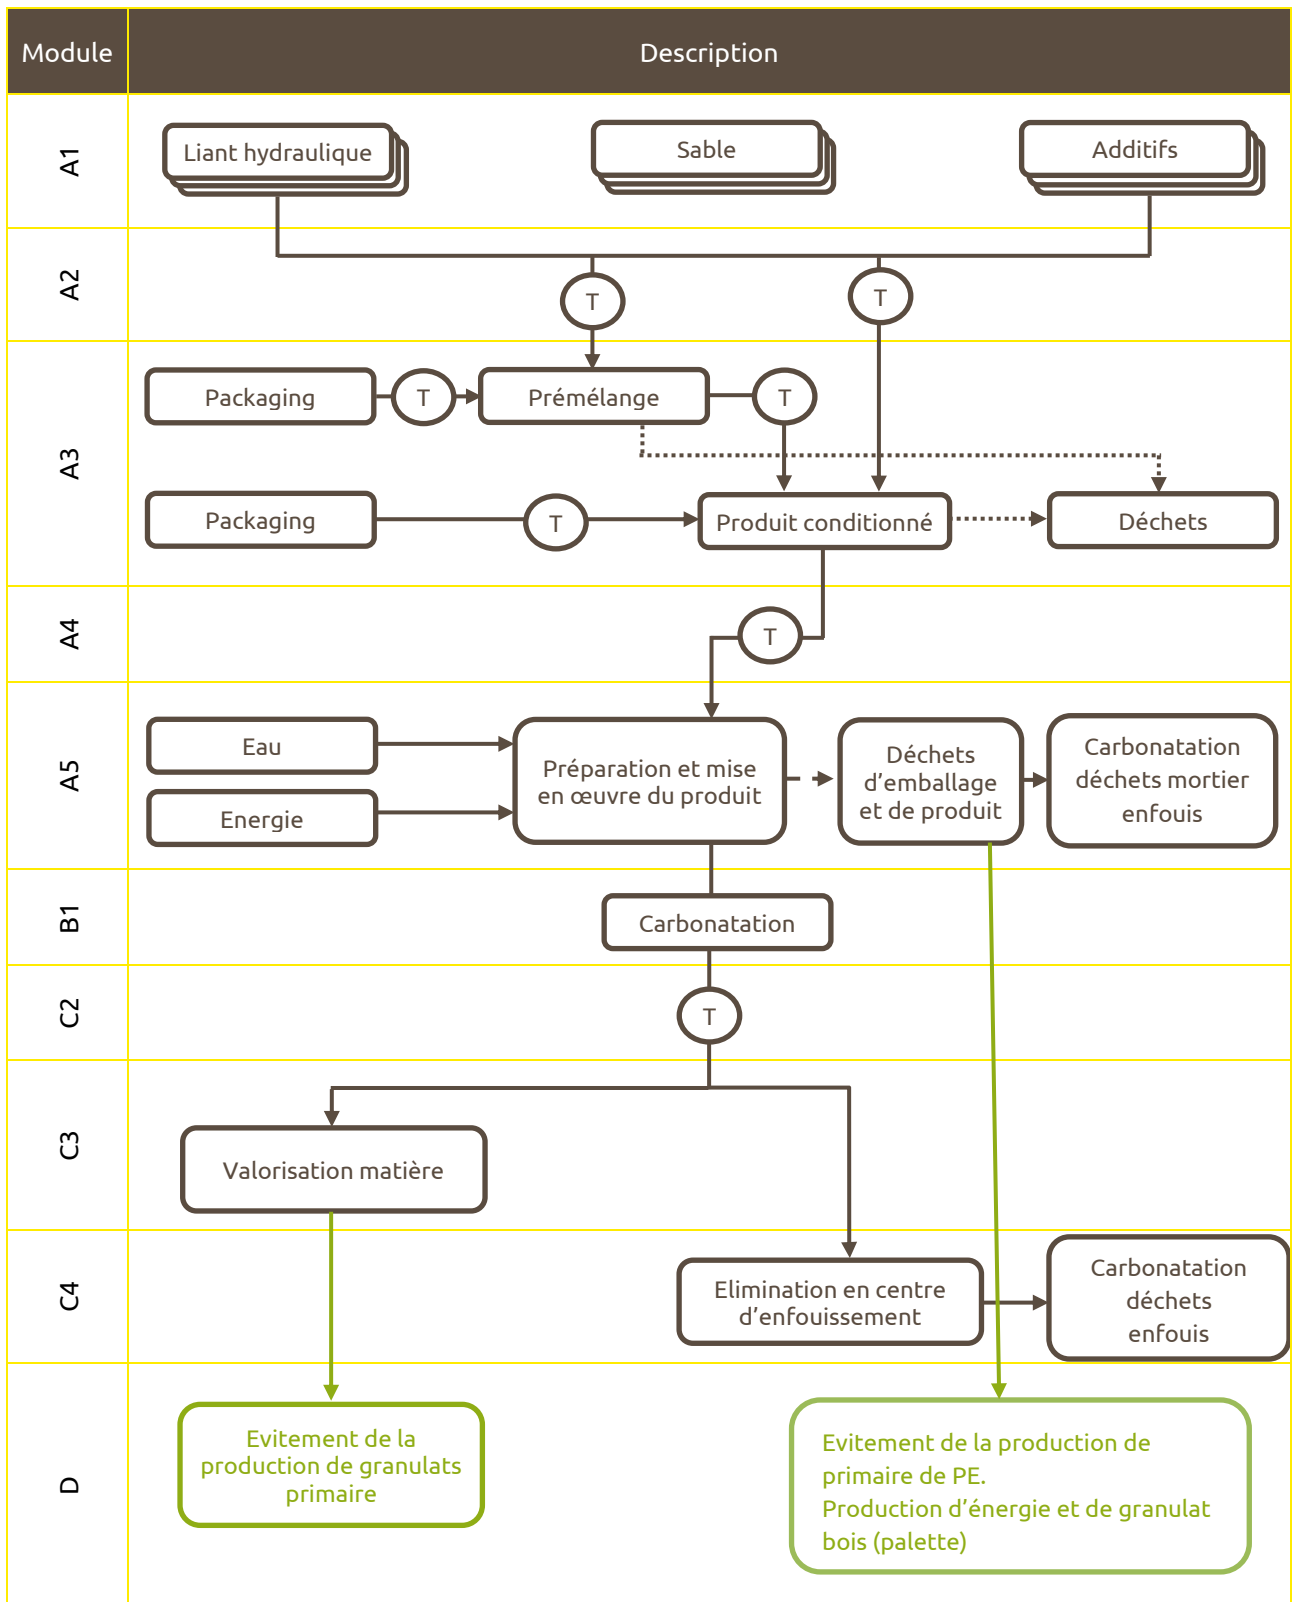 Module
Description
A1
Liant hydraulique
Sable
Additifs
A2
T
T
A3
Packaging
T
Prémélange
T
Packaging
T
Produit conditionné
Déchets
A4
T
A5
Eau
Energie
Préparation et mise
en œuvre du produit
Déchets
d’emballage
et de produit
Carbonatation
déchets mortier
enfouis
B1
Carbonatation
C2
T
C3
Valorisation matière
C4
Elimination en centre
d’enfouissement
Carbonatation
déchets
enfouis
D
Evitement de la
production de granulats
primaire
Evitement de la production de
primaire de PE.
Production d’énergie et de granulat
bois (palette)